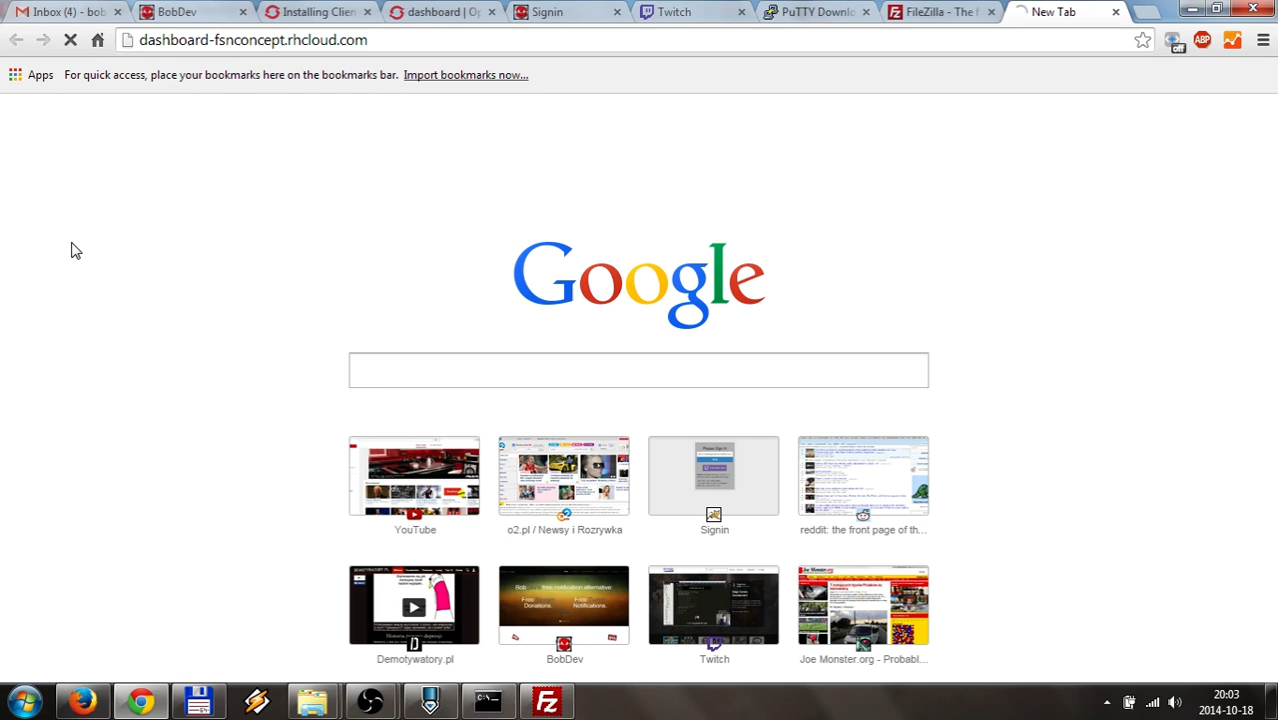 Inbox (4) - bob
BobDev
Installing Clien
dashboard | Op
Signin
Twitch
PuTTY Downlo
FileZilla - The f
New Tab
dashboard-fsnconcept.rhcloud.com
ABP
Off
Apps
For quick access, place your bookmarks here on the bookmarks bar. Import bookmarks now...
Google
YouTube
o2.pl / Newsy i Rozrywka
Signin
reddit: the front page of th...
Demotywatory.pl
BobDev
Twitch
Joe Monster.org - Probabl...
20:03
2014-10-18